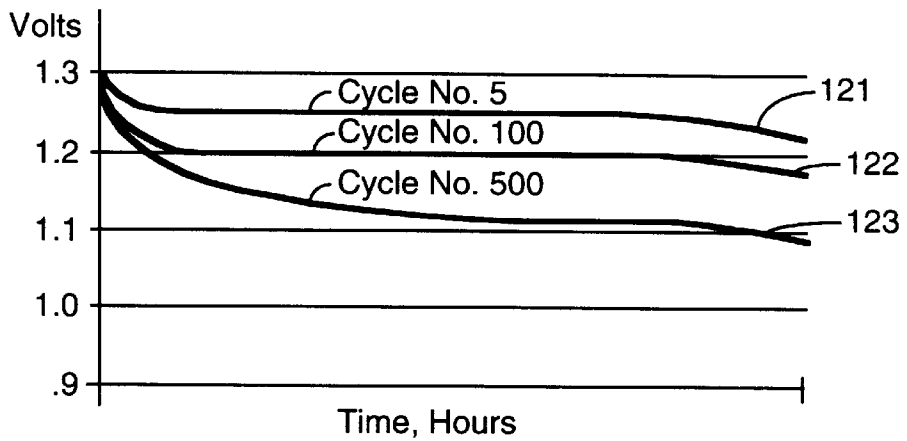 Volts
1.3
Cycle No. 5
121
Cycle No. 100
1.2
122
Cycle No. 500
1.1
123
1.0
.9
Time, Hours